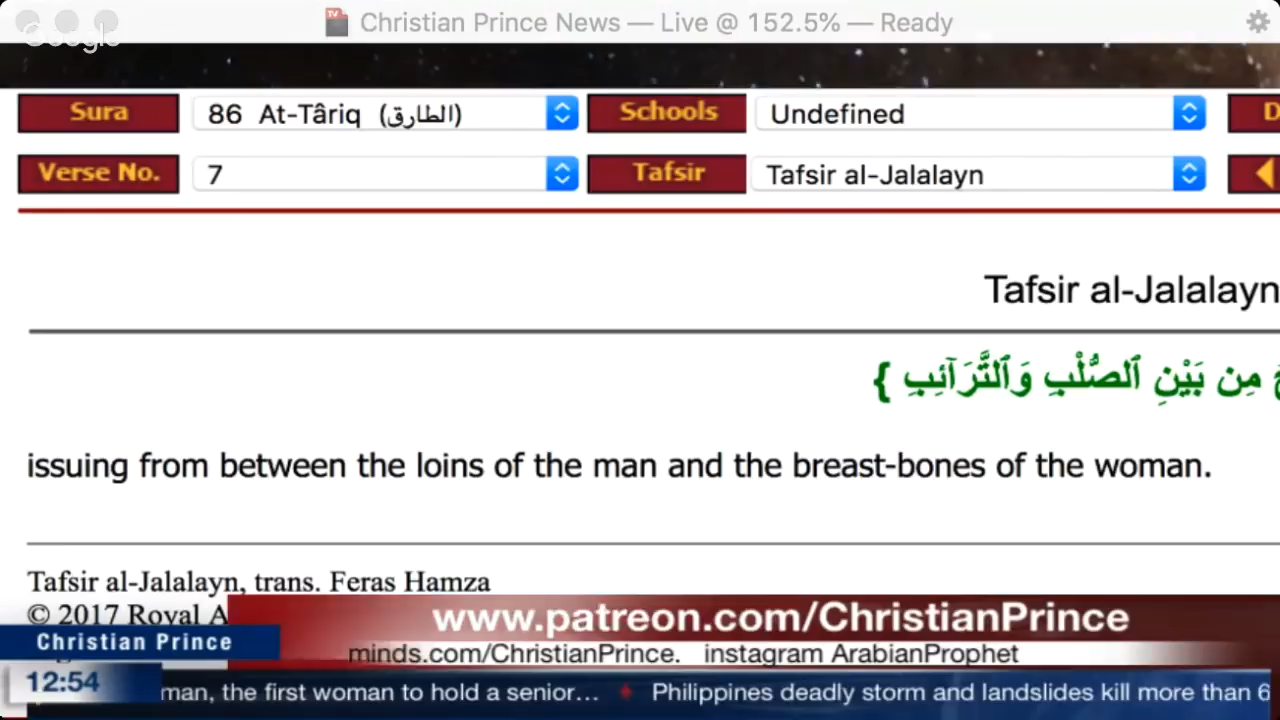 Christian Prince News — Live @ 152.5% — Ready
Google
Sura 86 At-Târiq (الطارق) Schools Undefined D
Verse No. 7 Tafsir Tafsir al-Jalalayn
Tafsir al-Jalalayn
مِن بَيْنِ ٱلصُّلْبِ وَٱلتَّرَآئِبِ }
issuing from between the loins of the man and the breast-bones of the woman.
Tafsir al-Jalalayn, trans. Feras Hamza
© 2017 Royal A
www.patreon.com/ChristianPrince
Christian Prince
minds.com/ChristianPrince. instagram ArabianProphet
12:54 man, the first woman to hold a senior... Philippines deadly storm and landslides kill more than 6